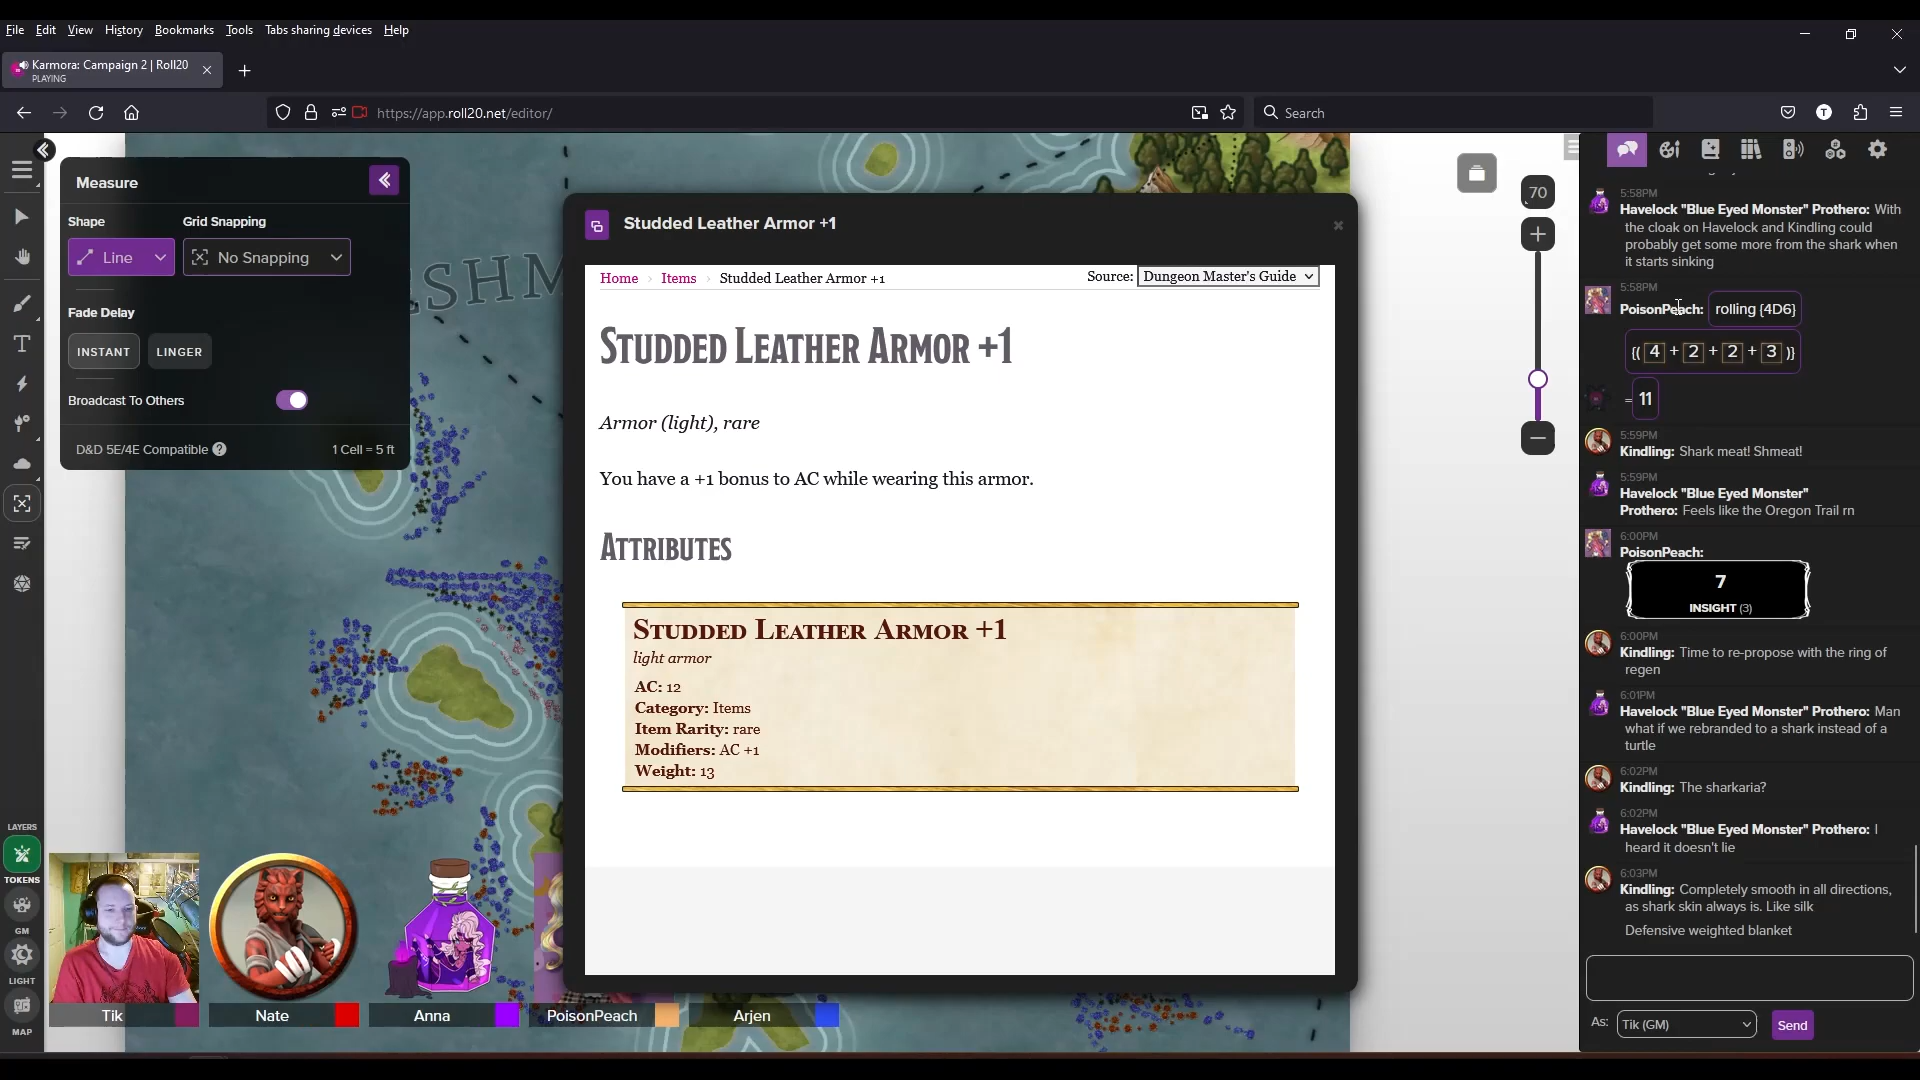 File Edit View History Bookmarks Tools Tabs sharing devices Help
Karmora: Campaign 2 | Roll20
PLAYING
https://app.roll20.net/editor/
Search
Measure
Shape
Grid Snapping
Line
No Snapping
Fade Delay
INSTANT
LINGER
Broadcast To Others
D&D 5E/4E Compatible
1 Cell = 5 ft
ESHM
LAYERS
TOKENS
GM
LIGHT
MAP
Tik
Nate
Anna
PoisonPeach
Arjen
Studded Leather Armor +1
Home
Items
Studded Leather Armor +1
Source:
Dungeon Master's Guide
STUDDED LEATHER ARMOR +1
Armor (light), rare
You have a +1 bonus to AC while wearing this armor.
ATTRIBUTES
STUDDED LEATHER ARMOR +1
light armor
AC: 12
Category: Items
Item Rarity: rare
Modifiers: AC +1
Weight: 13
70
5:58PM
Havelock "Blue Eyed Monster" Prothero: With
the cloak on Havelock and Kindling could
probably get some more from the shark when
it starts sinking
5:58PM
PoisonPeach: rolling {4D6}
{( 4 + 2 + 2 + 3 )}
= 11
5:59PM
Kindling: Shark meat! Shmeat!
5:59PM
Havelock "Blue Eyed Monster"
Prothero: Feels like the Oregon Trail rn
6:00PM
PoisonPeach:
7
INSIGHT (3)
6:00PM
Kindling: Time to re-propose with the ring of
regen
6:01PM
Havelock "Blue Eyed Monster" Prothero: Man
what if we rebranded to a shark instead of a
turtle
6:02PM
Kindling: The sharkaria?
6:02PM
Havelock "Blue Eyed Monster" Prothero: I
heard it doesn't lie
6:03PM
Kindling: Completely smooth in all directions,
as shark skin always is. Like silk
Defensive weighted blanket
As:
Tik (GM)
Send